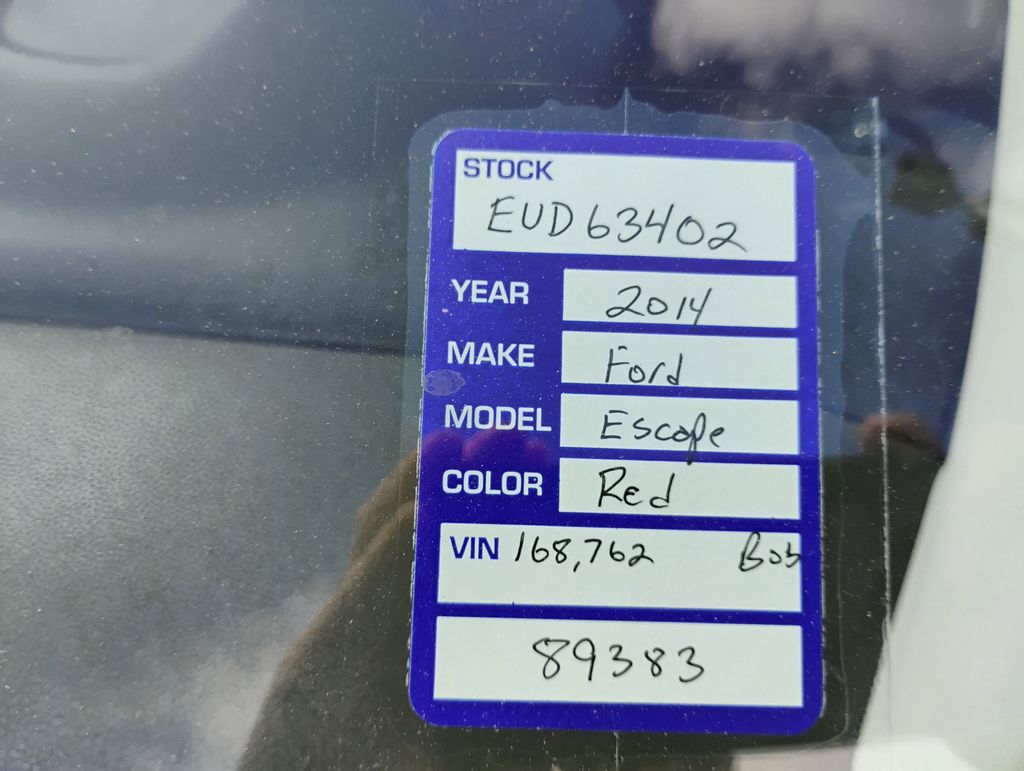 STOCK
EUD63402
YEAR 2014
MAKE Ford
MODEL Escape
COLOR Red
VIN 168,762 Bob
89383